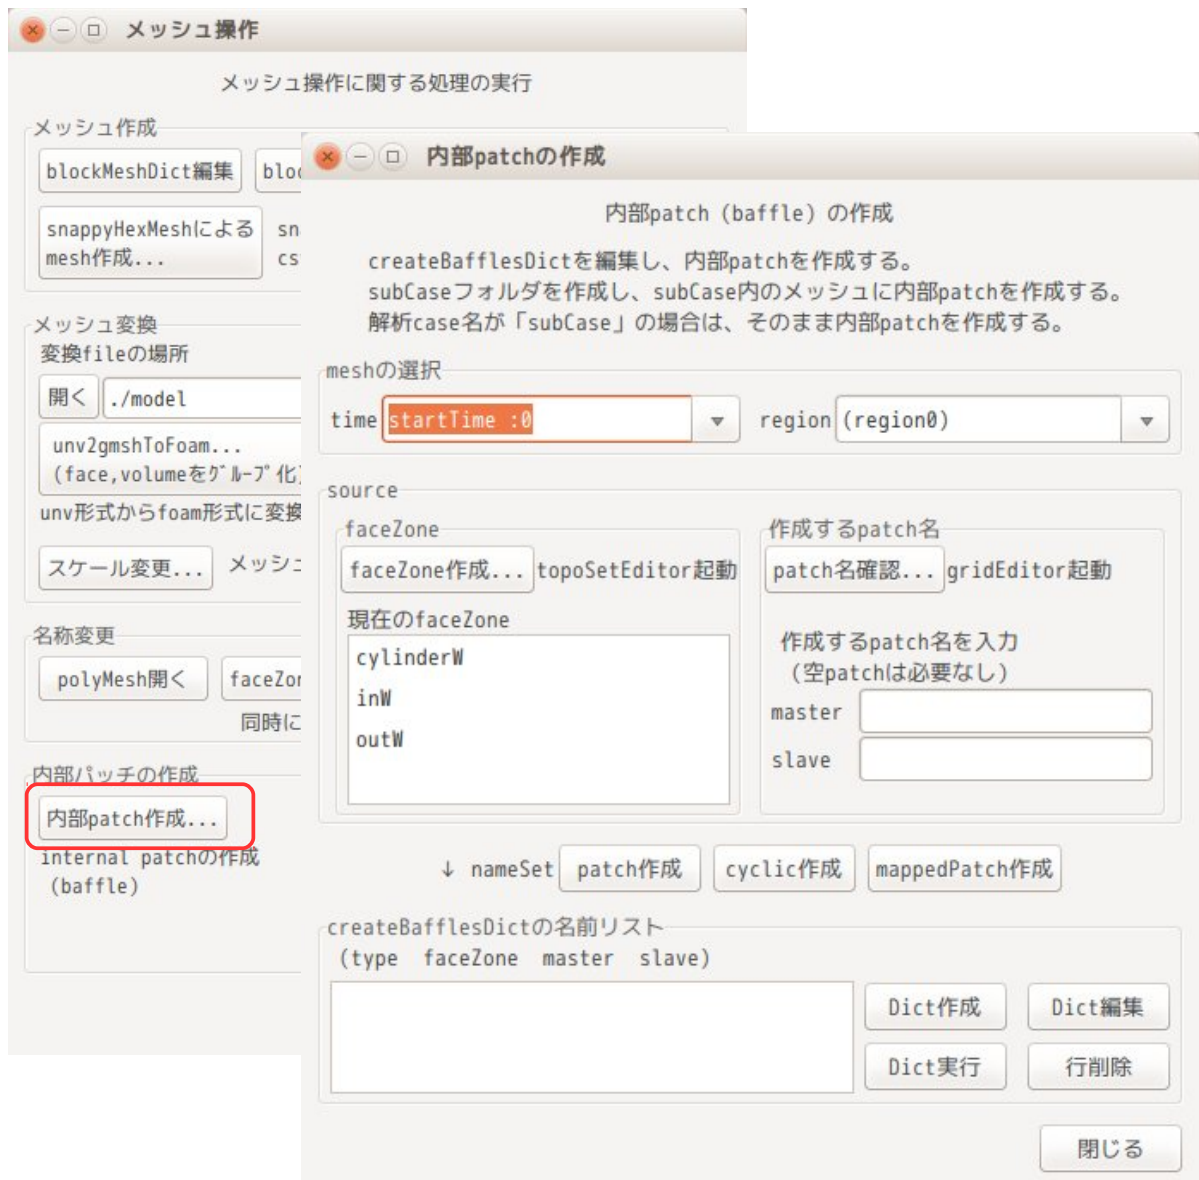 メッシュ操作
メッシュ操作に関する処理の実行
メッシュ作成
blockMeshDict編集
snappyHexMeshによる
mesh作成...
メッシュ変換
変換fileの場所
開く ./model
unv2gmshToFoam...
(face,volumeをｸﾞﾙｰﾌﾟ化)
unv形式からfoam形式に変換
スケール変更...
名称変更
polyMesh開く
同時に
内部パッチの作成
内部patch作成...
internal patchの作成
(baffle)
内部patchの作成
内部patch (baffle) の作成
createBafflesDictを編集し、内部patchを作成する。
subCaseフォルダを作成し、subCase内のメッシュに内部patchを作成する。
解析case名が「subCase」の場合は、そのまま内部patchを作成する。
meshの選択
time startTime :0 region (region0)
source
faceZone
faceZone作成... topoSetEditor起動
現在のfaceZone
cylinderW
inW
outW
作成するpatch名
patch名確認... gridEditor起動
作成するpatch名を入力
(空patchは必要なし)
master
slave
↓ nameSet patch作成 cyclic作成 mappedPatch作成
createBafflesDictの名前リスト
(type faceZone master slave)
Dict作成 Dict編集
Dict実行 行削除
閉じる